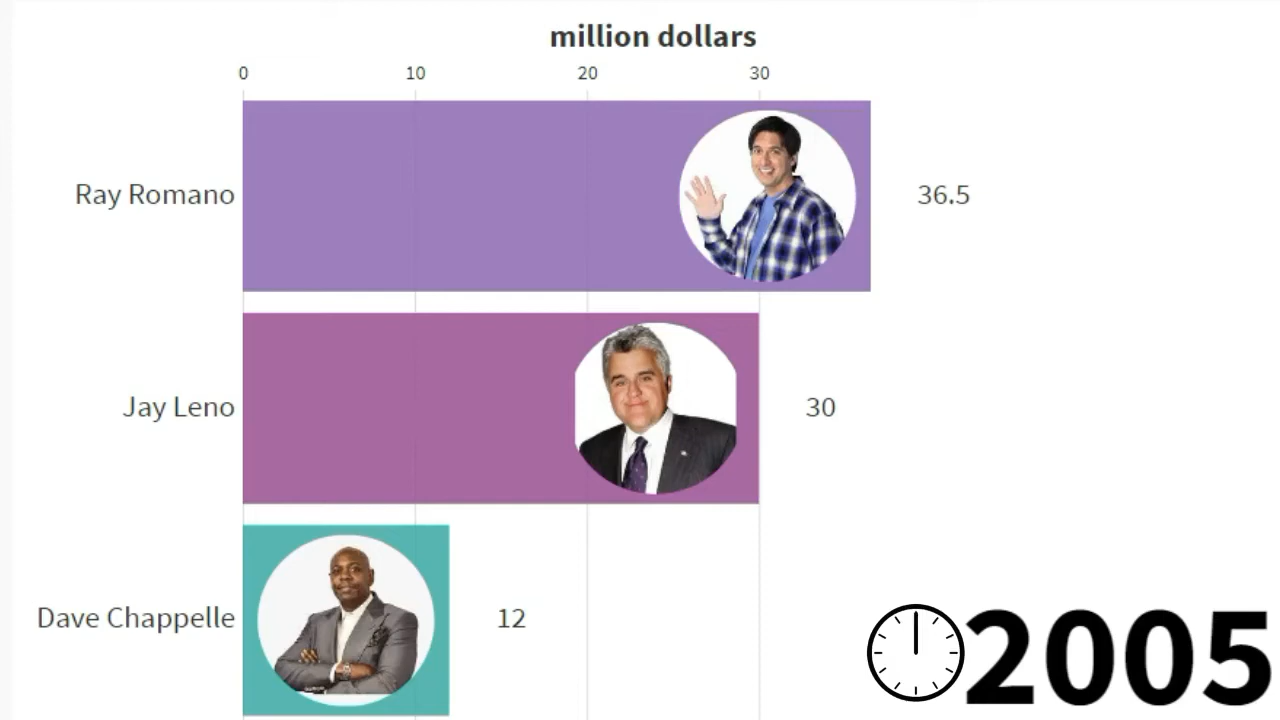 million dollars
0 10 20 30
Ray Romano 36.5
Jay Leno 30
Dave Chappelle 12
2005